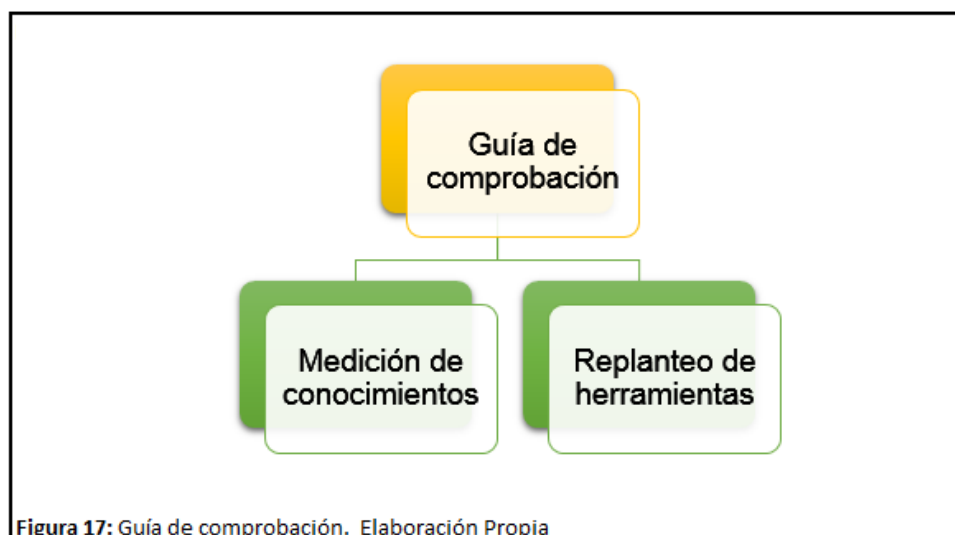 Guía de
comprobación
Medición de
conocimientos
Replanteo de
herramientas
Figura 17: Guía de comprobación. Elaboración Propia